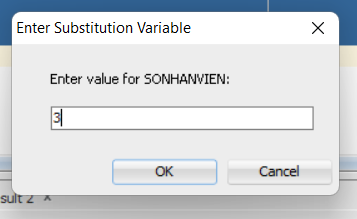 Enter Substitution Variable
Enter value for SONHANVIEN:
3
OK
Cancel
sult 2